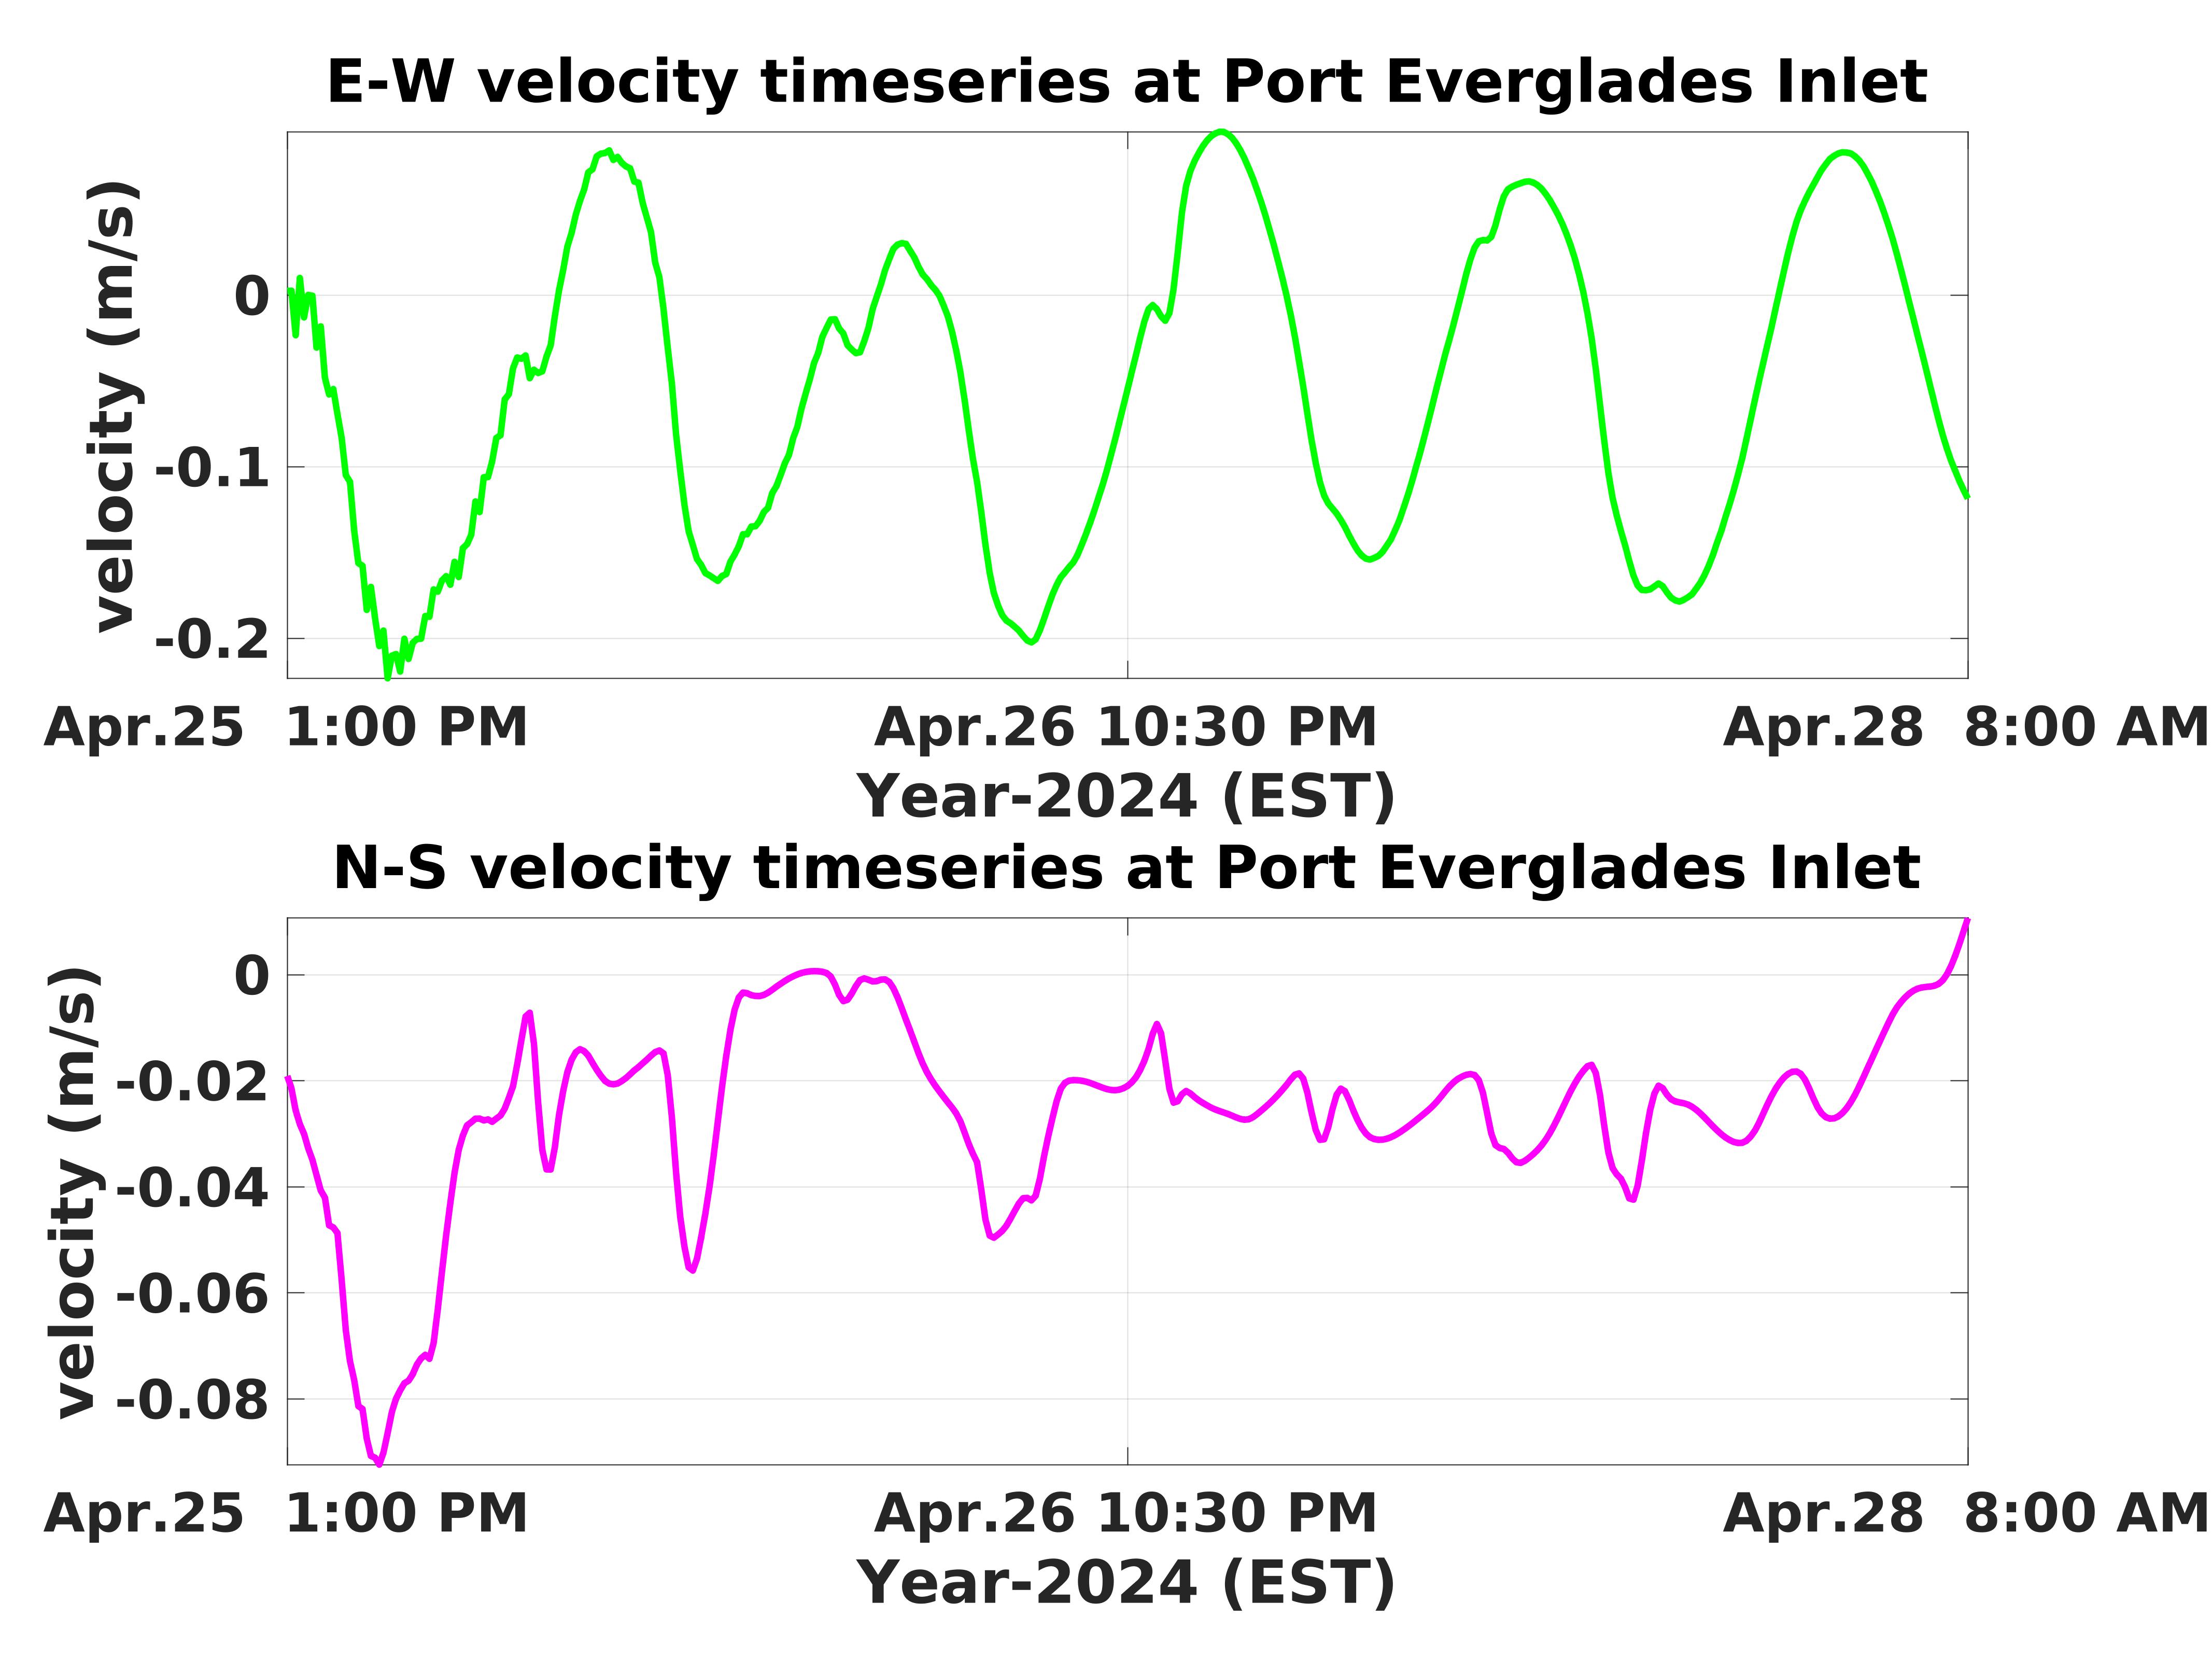 E-W velocity timeseries at Port Everglades Inlet
velocity (m/s)
0
-0.1
-0.2
Apr.25  1:00 PM
Apr.26 10:30 PM
Apr.28  8:00 AM
Year-2024 (EST)
N-S velocity timeseries at Port Everglades Inlet
velocity (m/s)
0
-0.02
-0.04
-0.06
-0.08
Apr.25  1:00 PM
Apr.26 10:30 PM
Apr.28  8:00 AM
Year-2024 (EST)